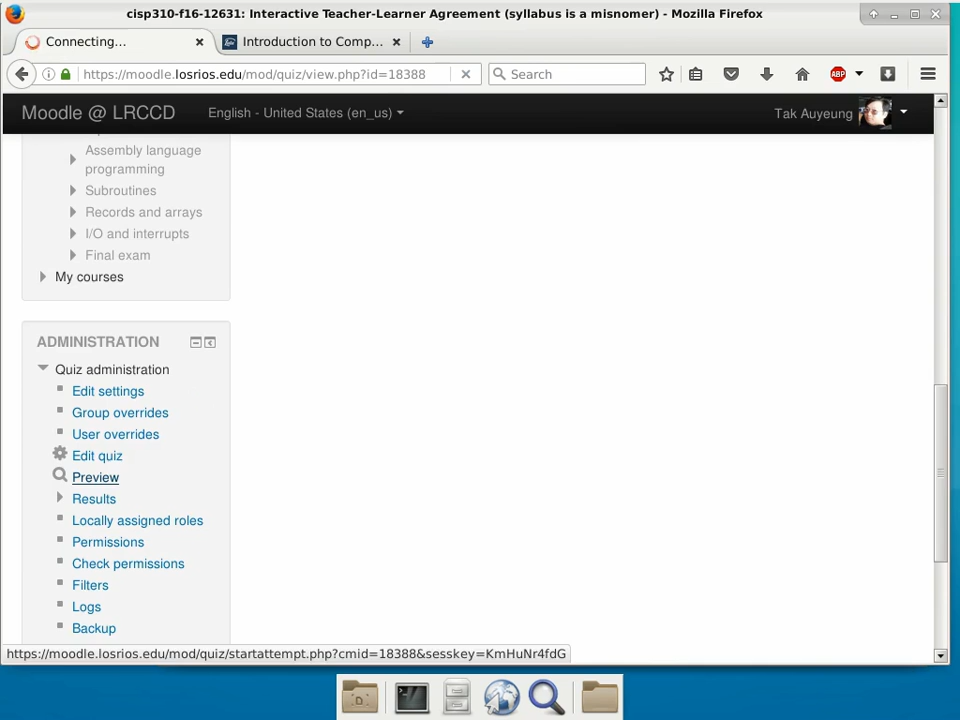 cisp310-f16-12631: Interactive Teacher-Learner Agreement (syllabus is a misnomer) - Mozilla Firefox
Connecting...
Introduction to Comp...
https://moodle.losrios.edu/mod/quiz/view.php?id=18388
Search
ABP
Moodle @ LRCCD
English - United States (en_us)
Tak Auyeung
Assembly language
programming
Subroutines
Records and arrays
I/O and interrupts
Final exam
My courses
ADMINISTRATION
Quiz administration
Edit settings
Group overrides
User overrides
Edit quiz
Preview
Results
Locally assigned roles
Permissions
Check permissions
Filters
Logs
Backup
https://moodle.losrios.edu/mod/quiz/startattempt.php?cmid=18388&sesskey=KmHuNr4fdG